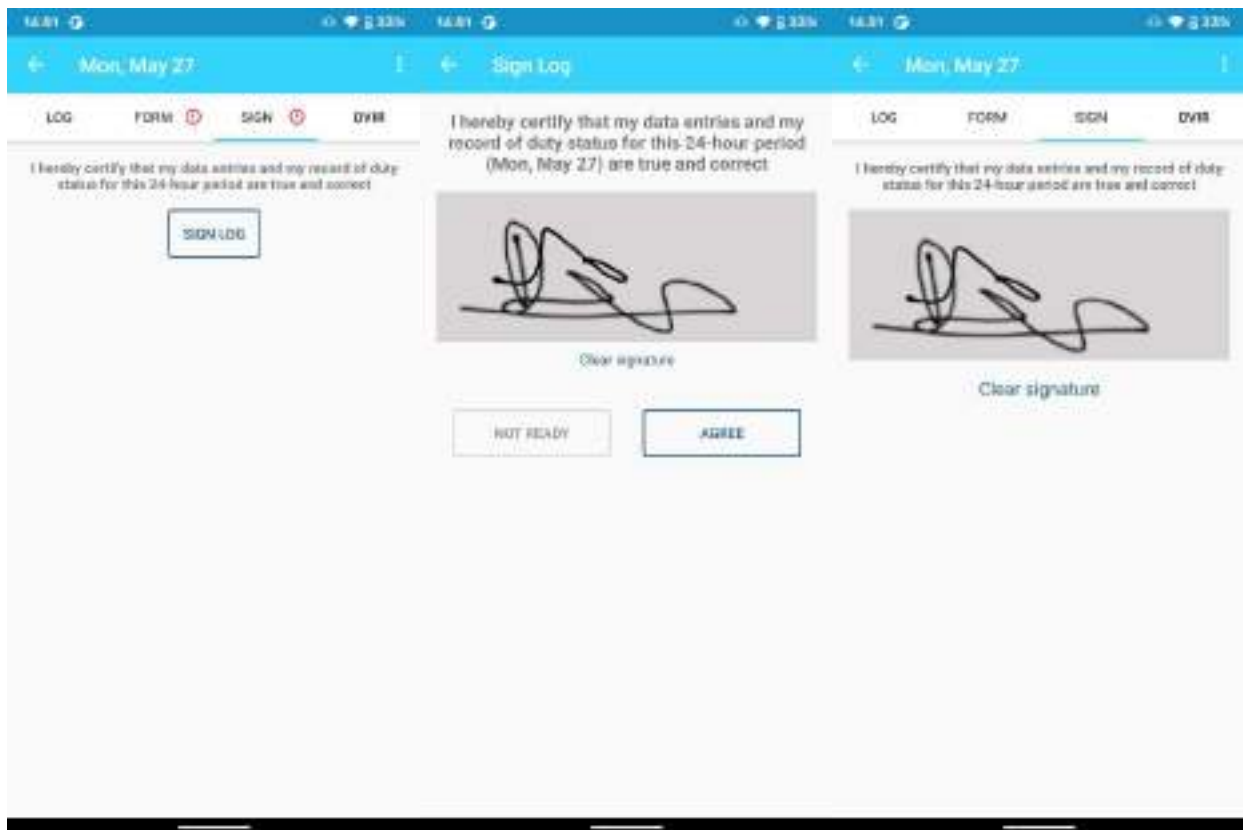 Mon, May 27
LOG FORM SIGN DVIR
I hereby certify that my data entries and my record of duty
status for this 24-hour period are true and correct
SIGN LOG
Sign Log
I hereby certify that my data entries and my
record of duty status for this 24-hour period
(Mon, May 27) are true and correct
Clear signature
NOT READY AGREE
Mon, May 27
LOG FORM SIGN DVIR
I hereby certify that my data entries and my record of duty
status for this 24-hour period are true and correct
Clear signature